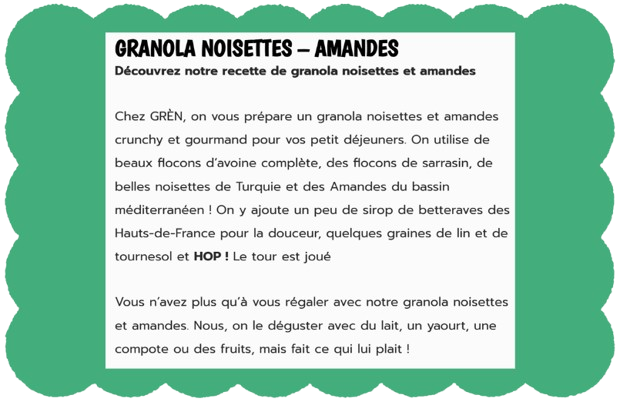 GRANOLA NOISETTES – AMANDES
Découvrez notre recette de granola noisettes et amandes
Chez GRÈN, on vous prépare un granola noisettes et amandes
crunchy et gourmand pour vos petit déjeuners. On utilise de
beaux flocons d'avoine complète, des flocons de sarrasin, de
belles noisettes de Turquie et des Amandes du bassin
méditerranéen ! On y ajoute un peu de sirop de betteraves des
Hauts-de-France pour la douceur, quelques graines de lin et de
tournesol et HOP ! Le tour est joué
Vous n'avez plus qu'à vous régaler avec notre granola noisettes
et amandes. Nous, on le déguster avec du lait, un yaourt, une
compote ou des fruits, mais fait ce qui lui plait !